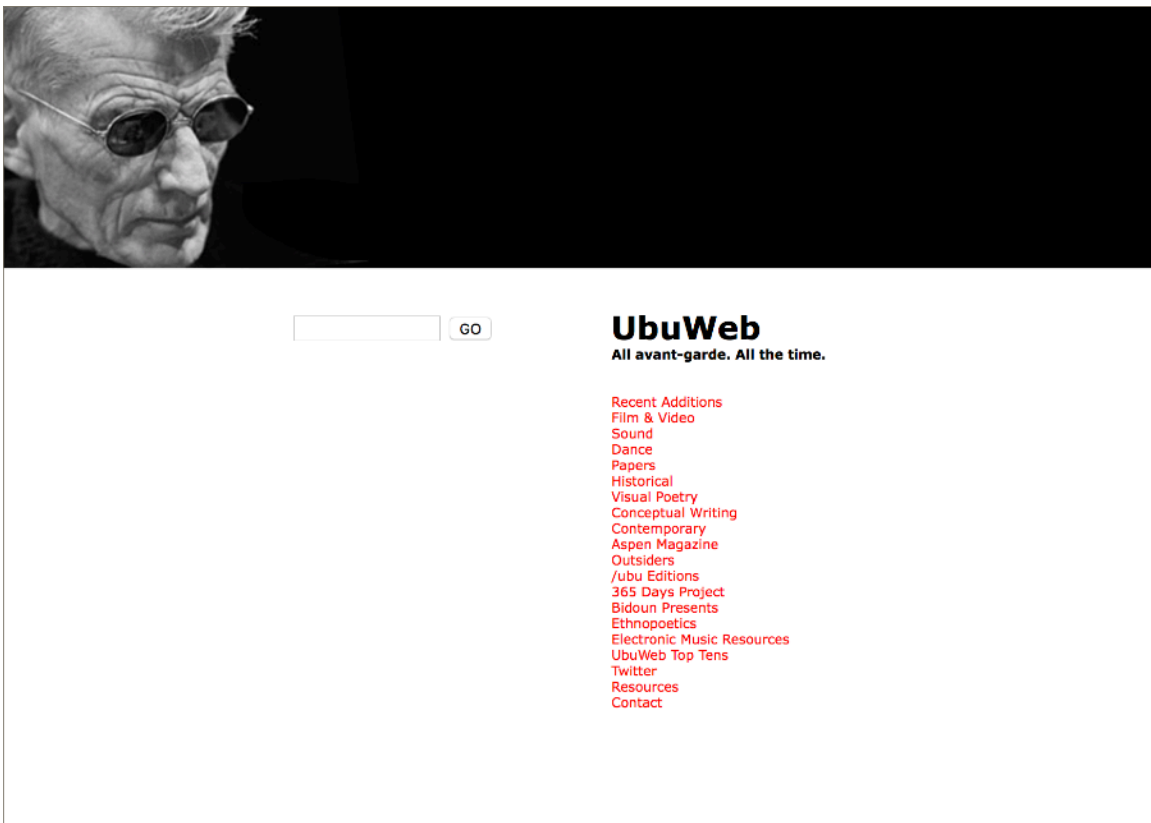 GO
UbuWeb
All avant-garde. All the time.
Recent Additions
Film & Video
Sound
Dance
Papers
Historical
Visual Poetry
Conceptual Writing
Contemporary
Aspen Magazine
Outsiders
/ubu Editions
365 Days Project
Bidoun Presents
Ethnopoetics
Electronic Music Resources
UbuWeb Top Tens
Twitter
Resources
Contact